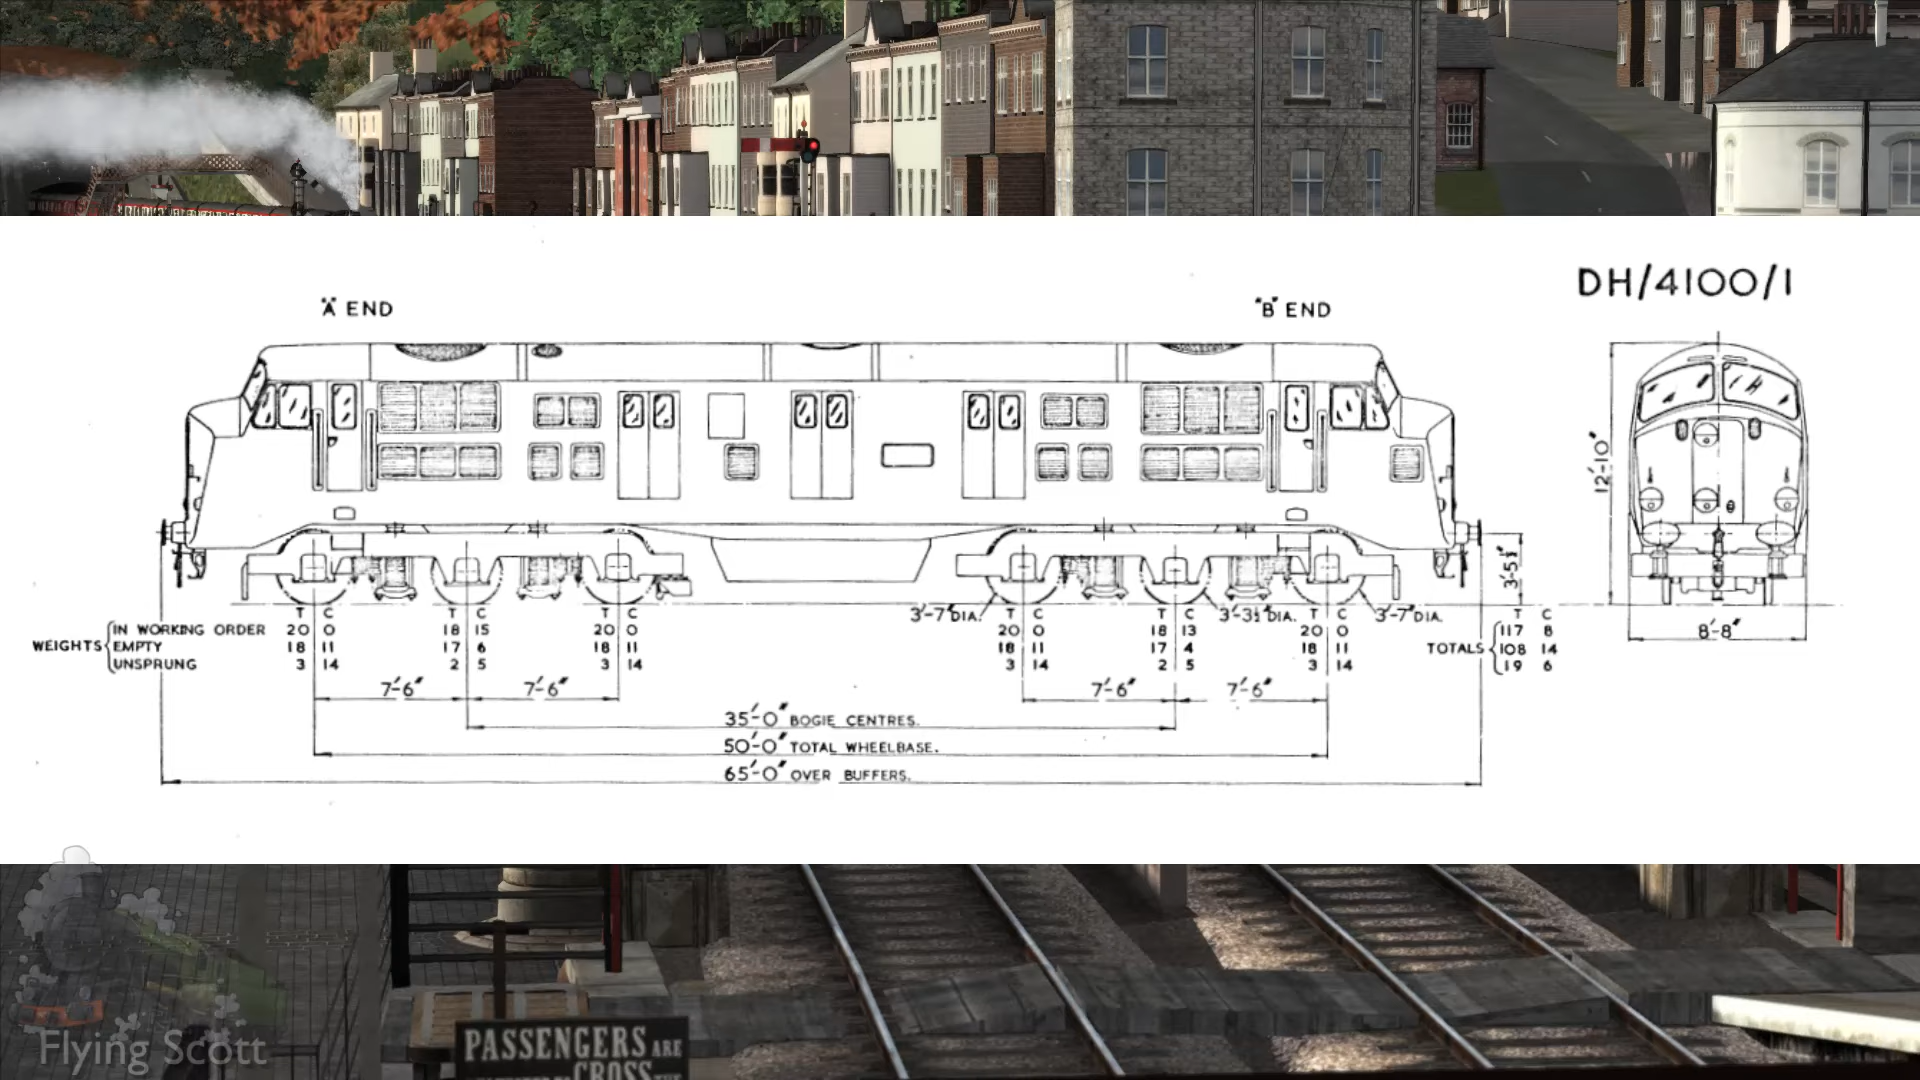 DH/4100/1
"A" END
"B" END
12'-10"
3'-5½"
8'-8"
3'-7" DIA.
3'-3½" DIA.
3'-7" DIA.
T C T C T C T C T C T C T C
WEIGHTS
IN WORKING ORDER 20 0 18 15 20 0 20 0 18 13 20 0
EMPTY 18 11 17 6 18 11 18 11 17 4 18 11
UNSPRUNG 3 14 2 5 3 14 3 14 2 5 3 14
TOTALS
117 8
108 14
19 6
7'-6" 7'-6" 7'-6" 7'-6"
35'-0" BOGIE CENTRES.
50'-0" TOTAL WHEELBASE.
65'-0" OVER BUFFERS.
Flying Scott
PASSENGERS ARE
CROSS THE